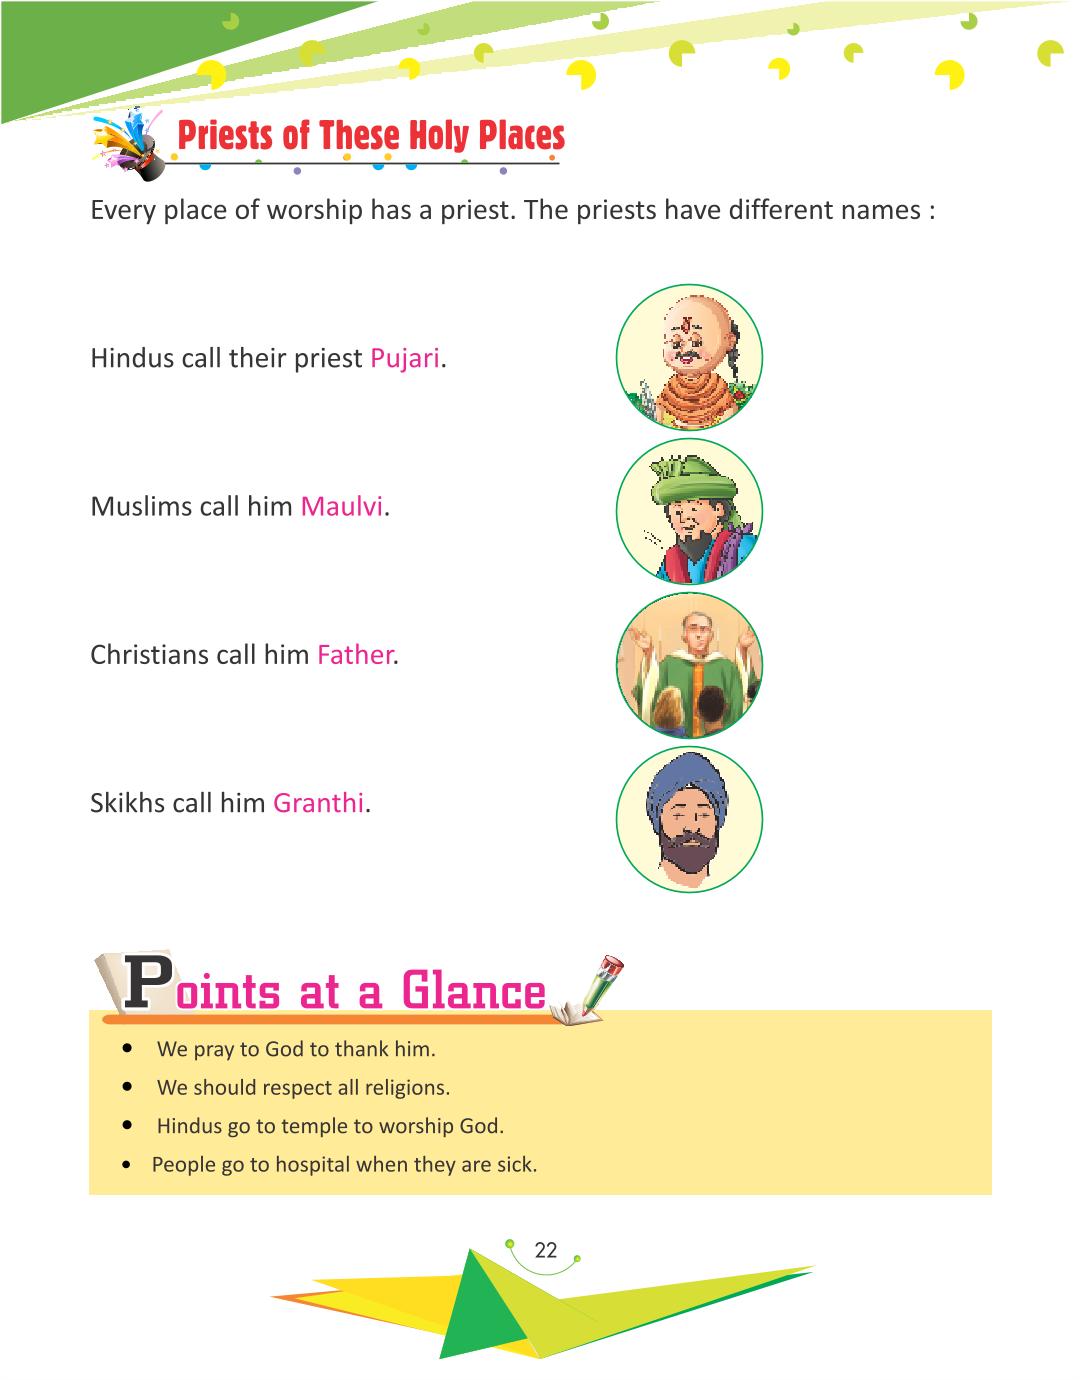 Priests of These Holy Places
Every place of worship has a priest. The priests have different names :
Hindus call their priest Pujari.
Muslims call him Maulvi.
Christians call him Father.
Skikhs call him Granthi.
Points at a Glance
• We pray to God to thank him.
• We should respect all religions.
• Hindus go to temple to worship God.
• People go to hospital when they are sick.
22